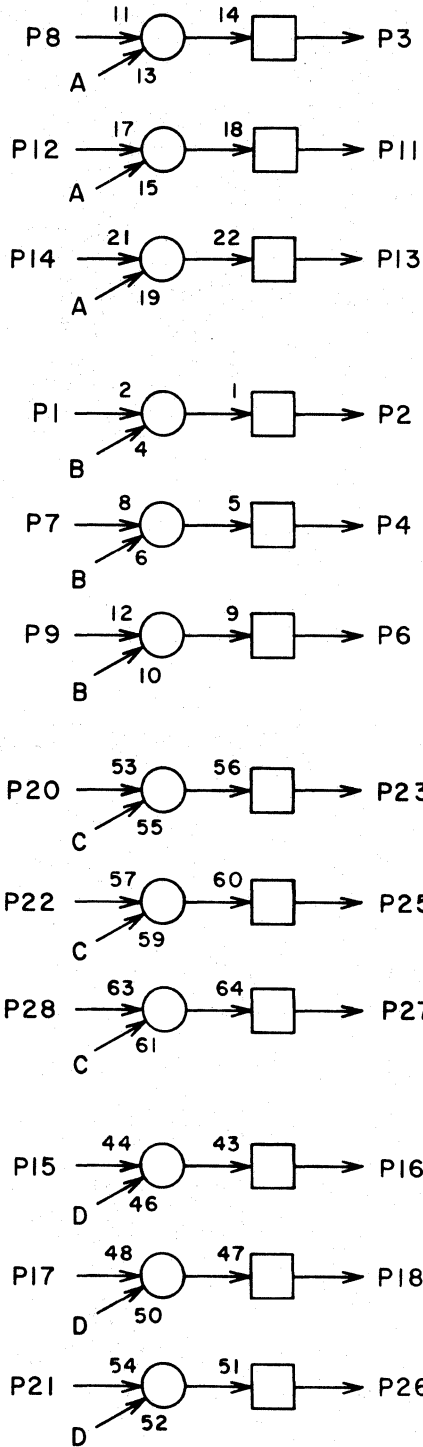 P8 11 14 P3
A 13
P12 17 18 P11
A 15
P14 21 22 P13
A 19
P1 2 1 P2
B 4
P7 8 5 P4
B 6
P9 12 9 P6
B 10
P20 53 56 P23
C 55
P22 57 60 P25
C 59
P28 63 64 P27
C 61
P15 44 43 P16
D 46
P17 48 47 P18
D 50
P21 54 51 P26
D 52